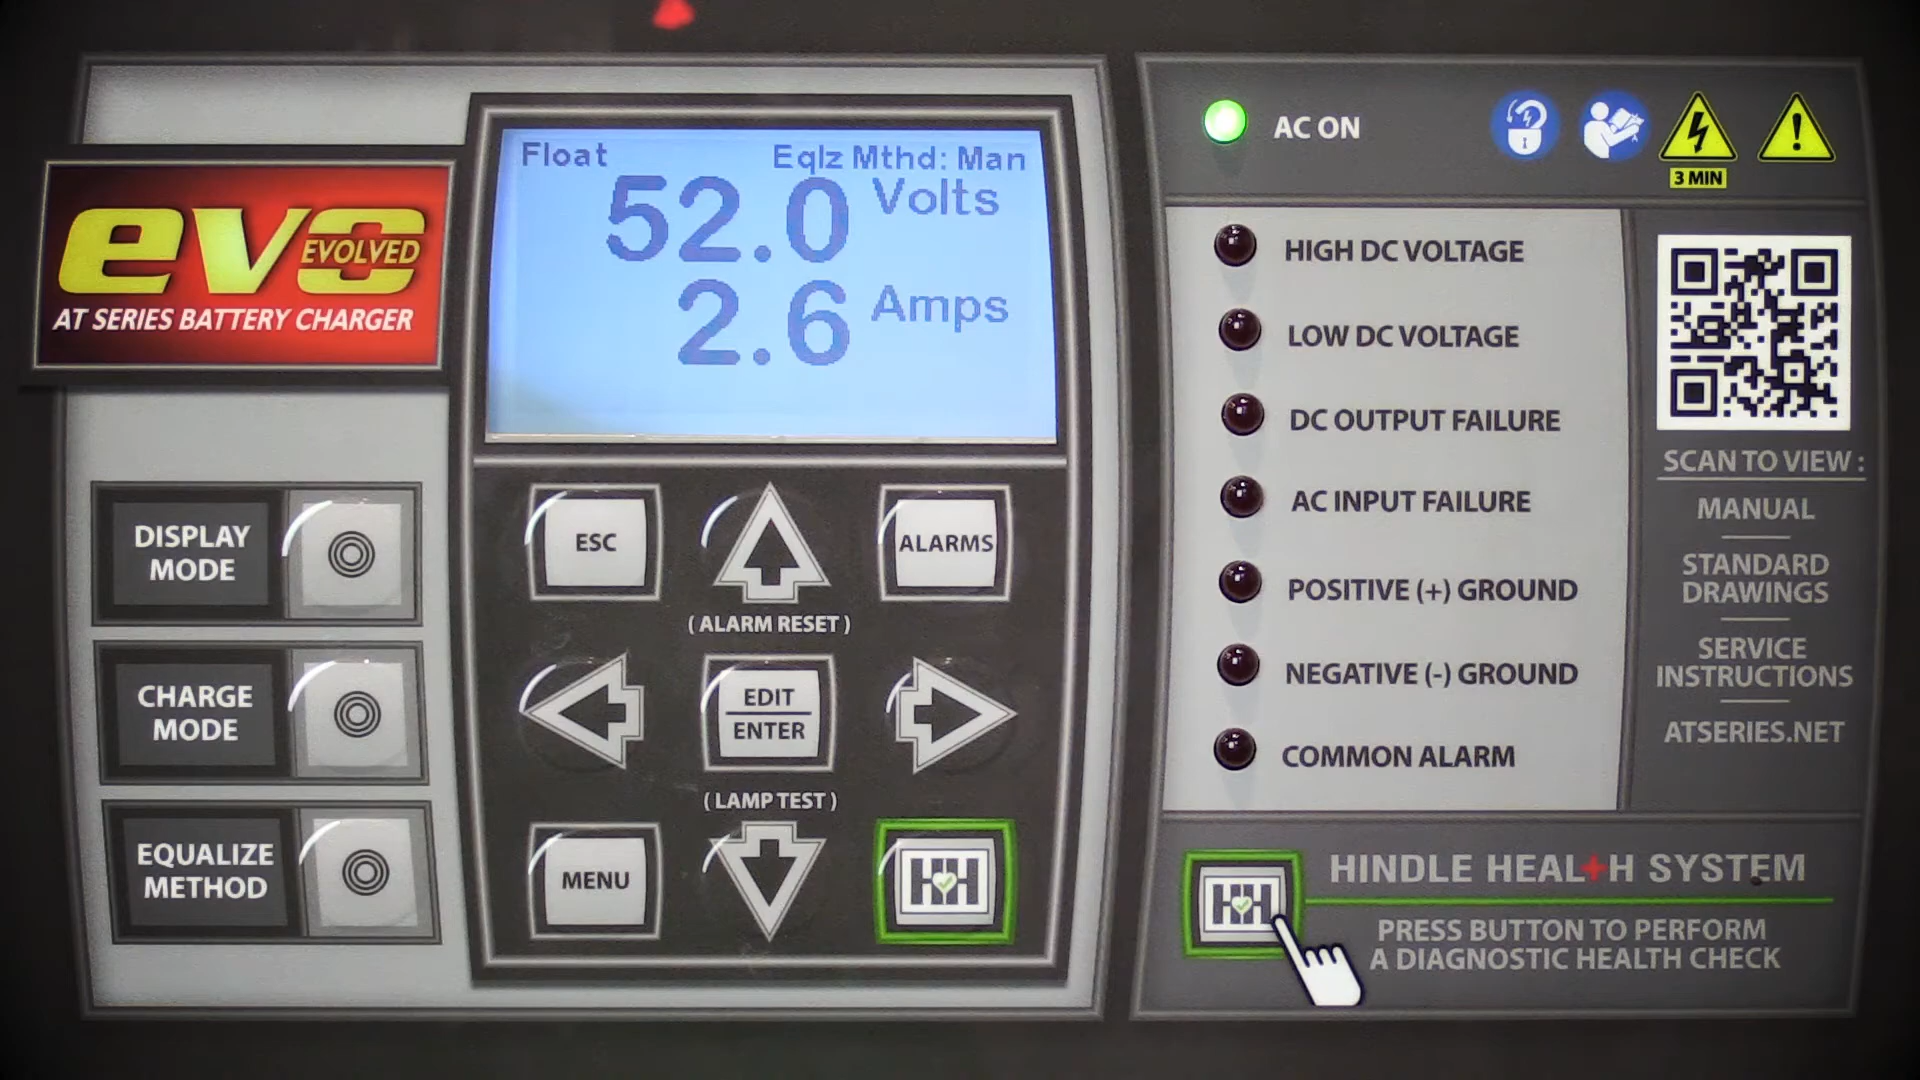 Float Eqlz Mthd: Man
52.0 Volts
2.6 Amps
evo
EVOLVED
AT SERIES BATTERY CHARGER
DISPLAY
MODE
CHARGE
MODE
EQUALIZE
METHOD
ESC
ALARMS
( ALARM RESET )
EDIT
ENTER
( LAMP TEST )
MENU
AC ON
3 MIN
HIGH DC VOLTAGE
LOW DC VOLTAGE
DC OUTPUT FAILURE
AC INPUT FAILURE
POSITIVE (+) GROUND
NEGATIVE (-) GROUND
COMMON ALARM
SCAN TO VIEW :
MANUAL
STANDARD
DRAWINGS
SERVICE
INSTRUCTIONS
ATSERIES.NET
HINDLE HEALTH SYSTEM
PRESS BUTTON TO PERFORM
A DIAGNOSTIC HEALTH CHECK